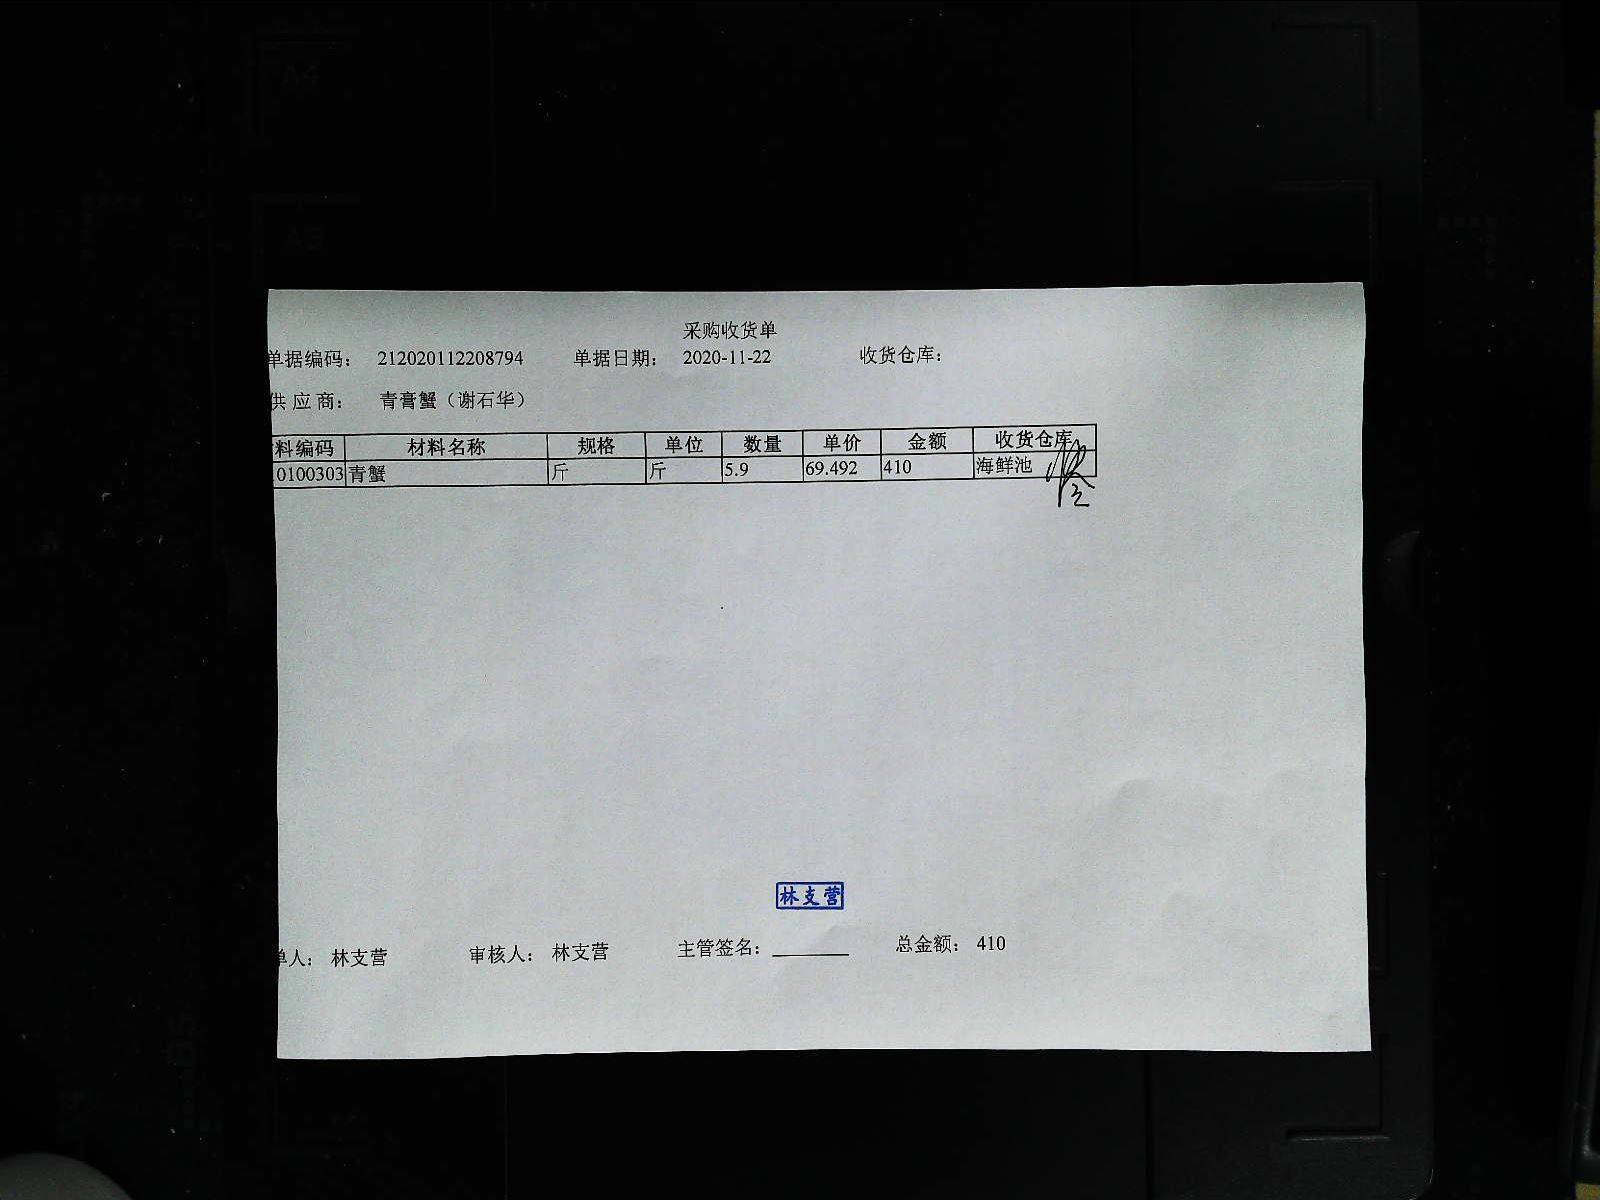 采购收货单
单据编码： 212020112208794 单据日期： 2020-11-22 收货仓库：
供应商： 青膏蟹（谢石华）
料编码 材料名称 规格 单位 数量 单价 金额 收货仓库
0100303 青蟹 斤 斤 5.9 69.492 410 海鲜池
林支营
单人： 林支营 审核人： 林支营 主管签名： 总金额： 410